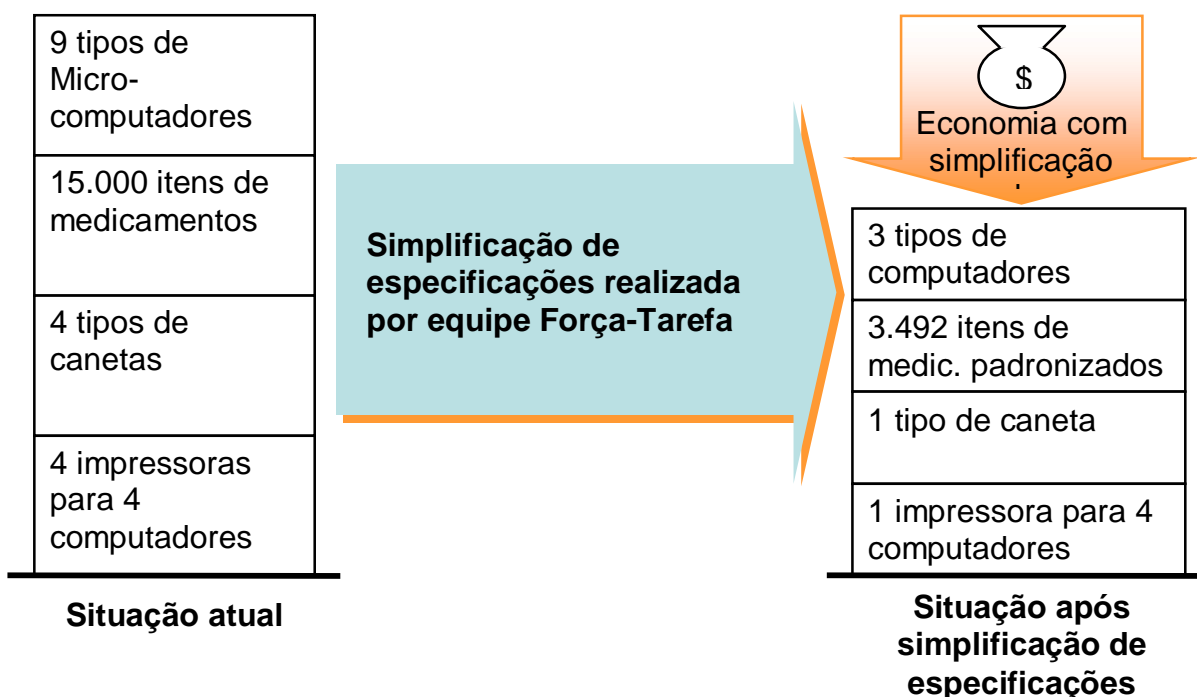 9 tipos de
Micro-
computadores
15.000 itens de
medicamentos
4 tipos de
canetas
4 impressoras
para 4
computadores
Situação atual
Simplificação de
especificações realizada
por equipe Força-Tarefa
$
Economia com
simplificação
3 tipos de
computadores
3.492 itens de
medic. padronizados
1 tipo de caneta
1 impressora para 4
computadores
Situação após
simplificação de
especificações